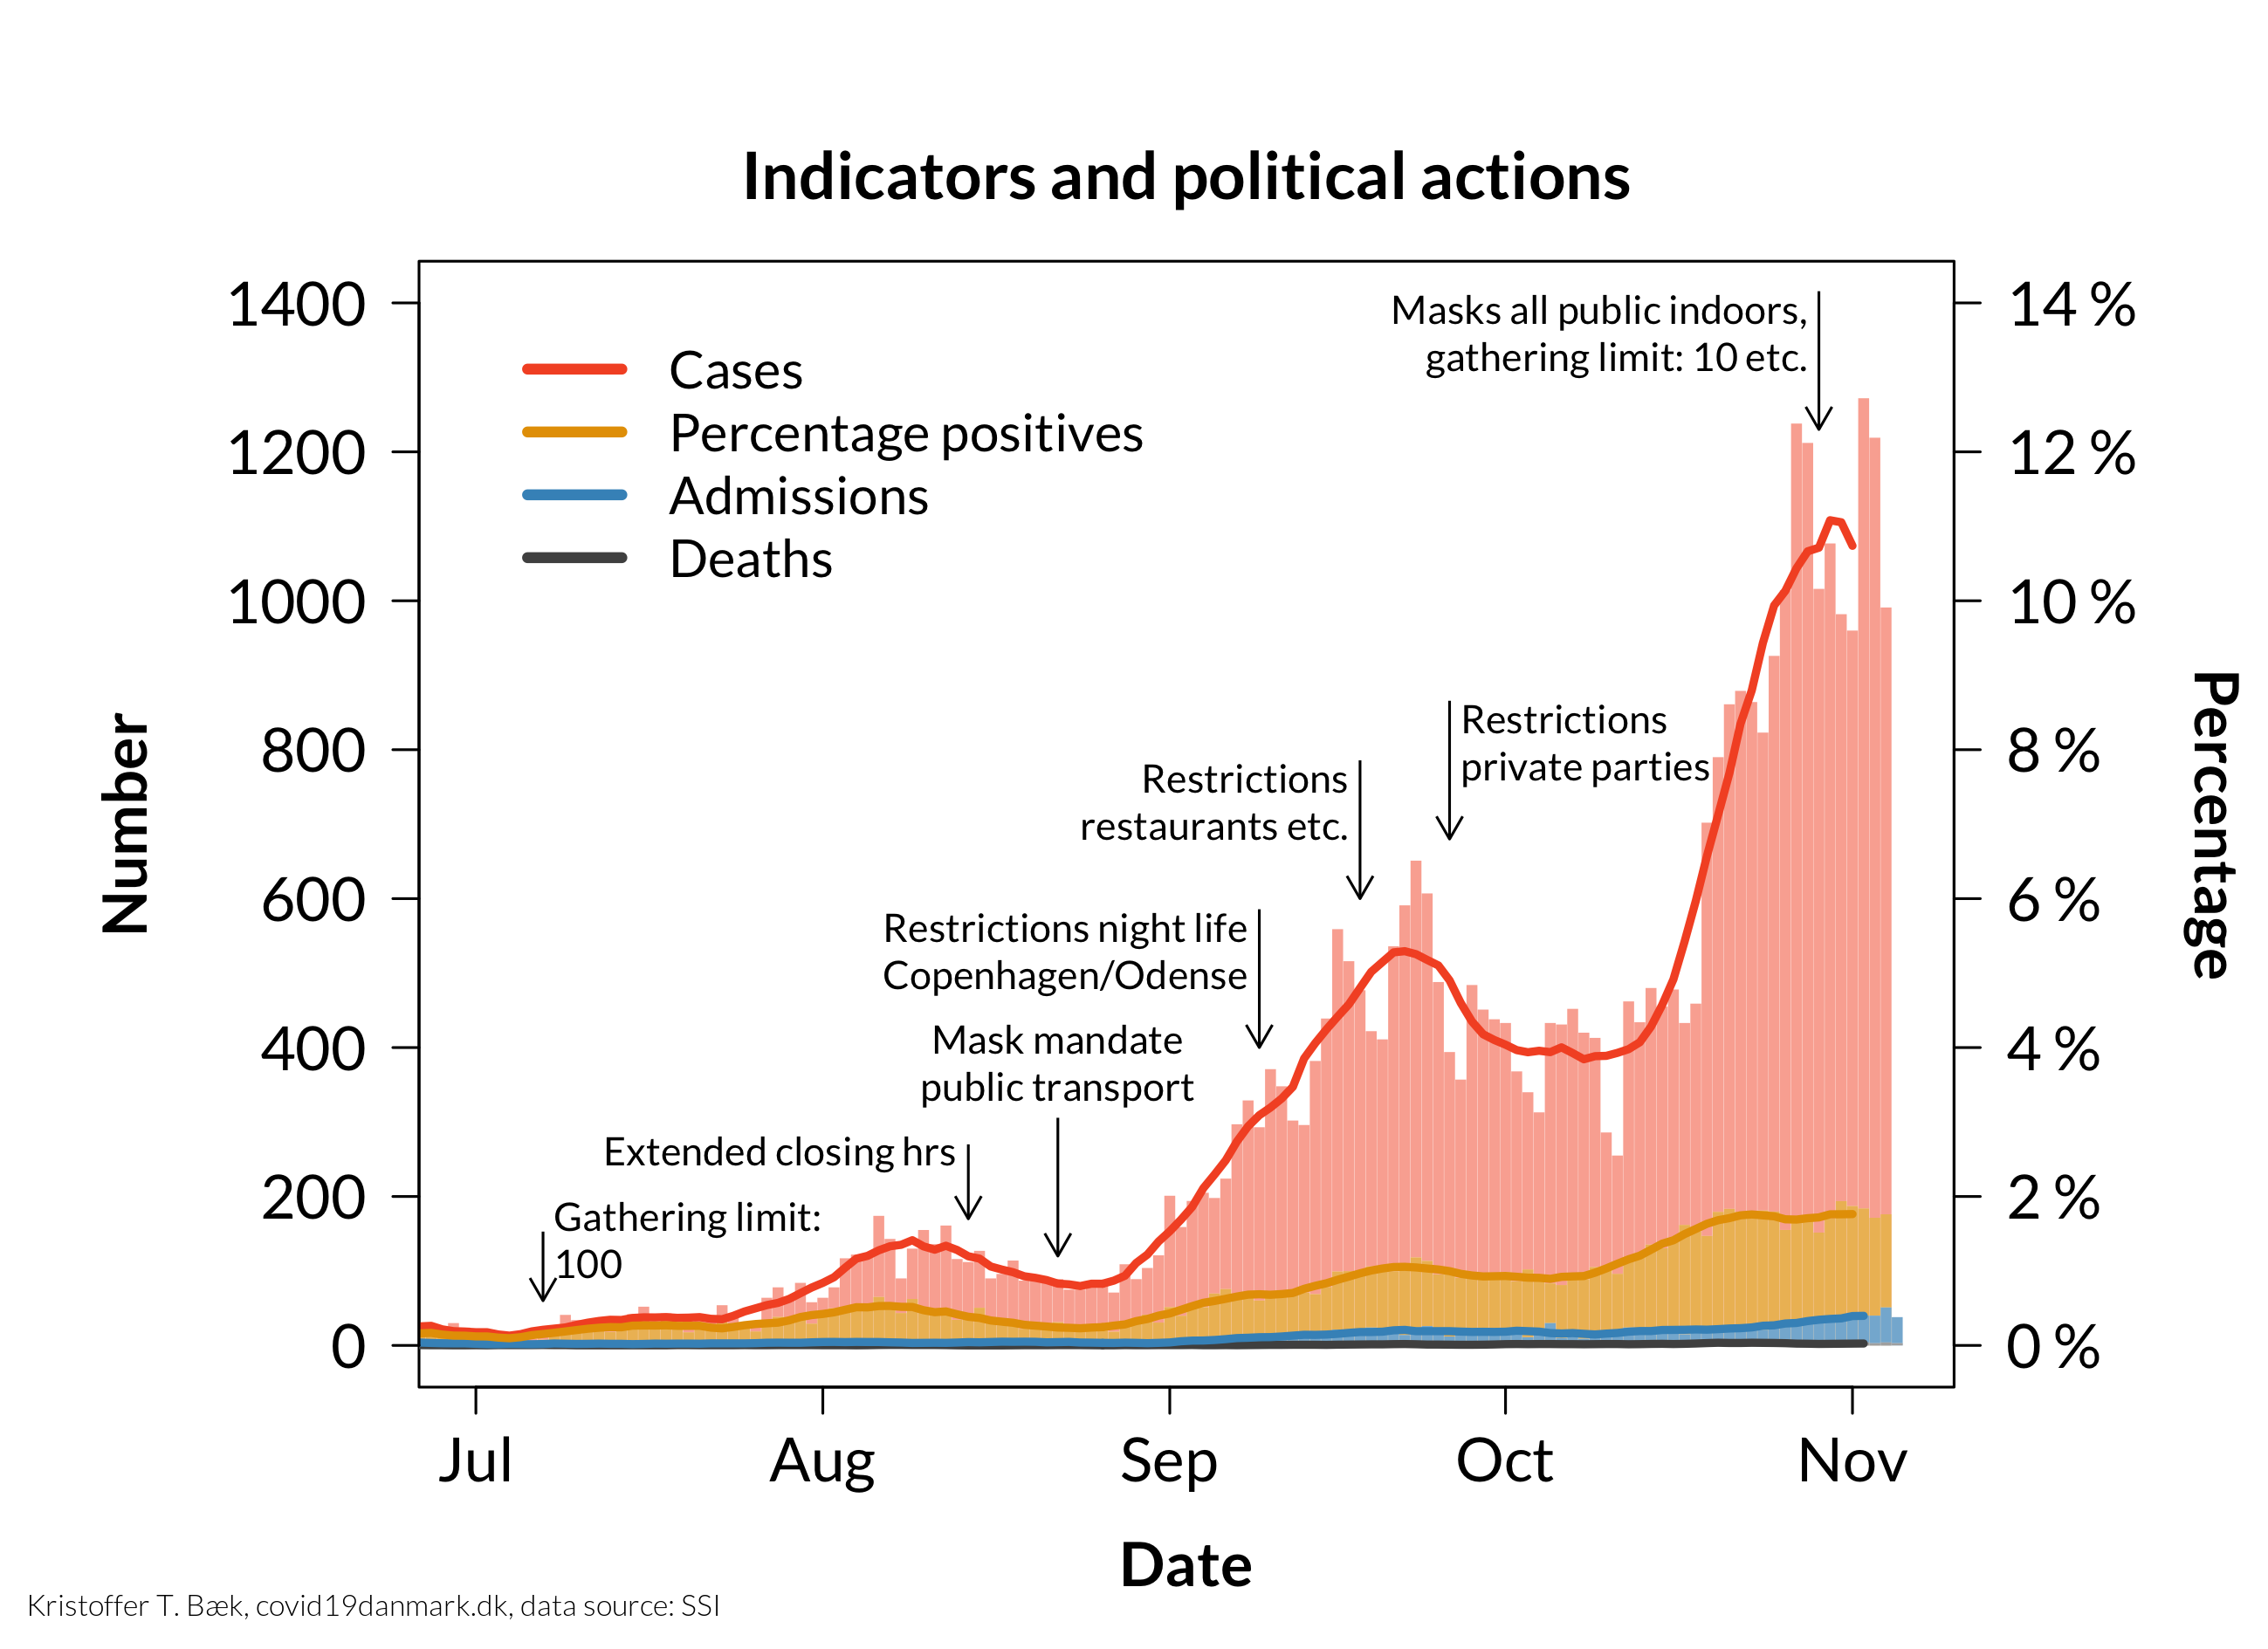 Indicators and political actions
1400
1200
1000
800
600
400
200
0
Number
14 %
12 %
10 %
8 %
6 %
4 %
2 %
0 %
Percentage
Cases
Percentage positives
Admissions
Deaths
Masks all public indoors,
gathering limit: 10 etc.
Restrictions
private parties
Restrictions
restaurants etc.
Restrictions night life
Copenhagen/Odense
Mask mandate
public transport
Extended closing hrs
Gathering limit:
100
Jul
Aug
Sep
Oct
Nov
Date
Kristoffer T. Bæk, covid19danmark.dk, data source: SSI